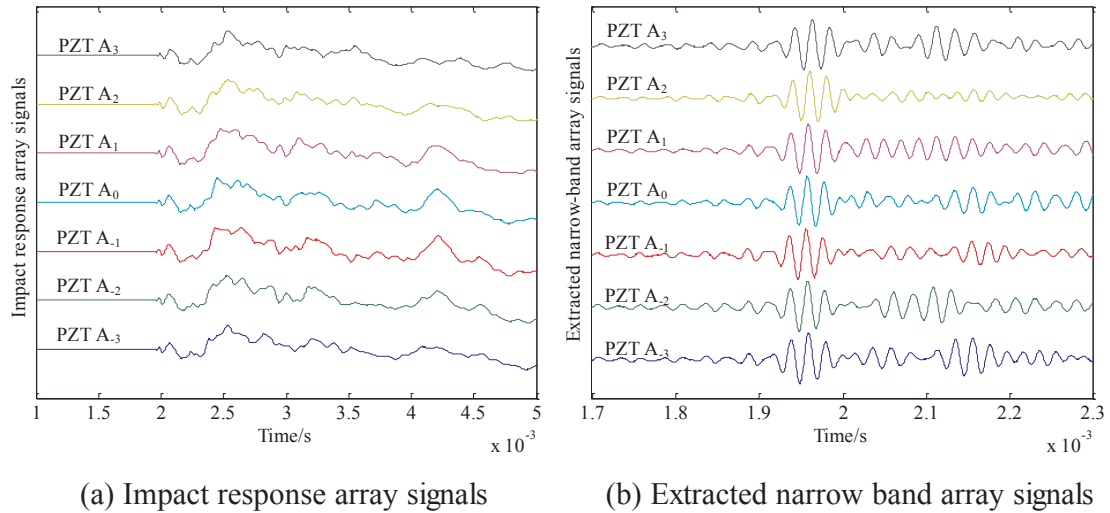 Impact response array signals
PZT A3
PZT A2
PZT A1
PZT A0
PZT A-1
PZT A-2
PZT A-3
1 1.5 2 2.5 3 3.5 4 4.5 5
Time/s
x 10-3
(a) Impact response array signals
Extracted narrow-band array signals
PZT A3
PZT A2
PZT A1
PZT A0
PZT A-1
PZT A-2
PZT A-3
1.7 1.8 1.9 2 2.1 2.2 2.3
Time/s
x 10-3
(b) Extracted narrow band array signals